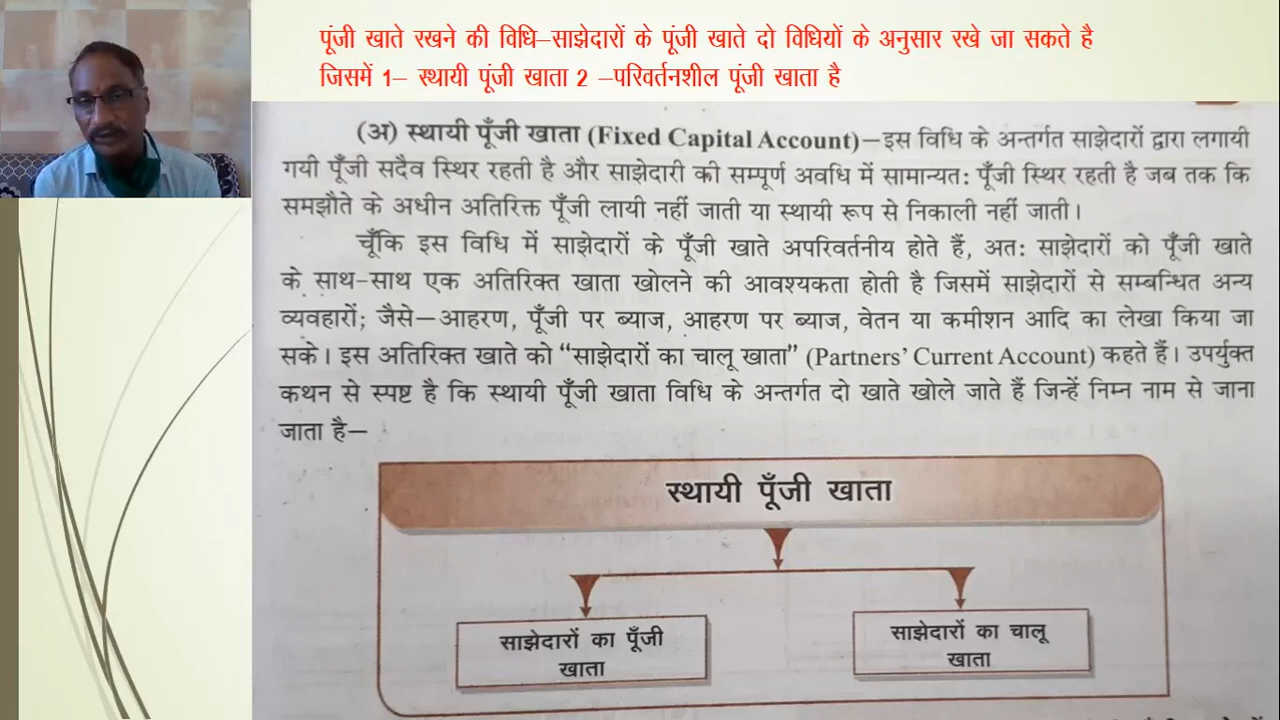 पूंजी खाते रखने की विधि–साझेदारों के पूंजी खाते दो विधियों के अनुसार रखे जा सकते है
जिसमें 1– स्थायी पूंजी खाता 2 –परिवर्तनशील पूंजी खाता है
(अ) स्थायी पूँजी खाता (Fixed Capital Account)—इस विधि के अन्तर्गत साझेदारों द्वारा लगायी
गयी पूँजी सदैव स्थिर रहती है और साझेदारी की सम्पूर्ण अवधि में सामान्यत: पूँजी स्थिर रहती है जब तक कि
समझौते के अधीन अतिरिक्त पूँजी लायी नहीं जाती या स्थायी रूप से निकाली नहीं जाती।
चूँकि इस विधि में साझेदारों के पूँजी खाते अपरिवर्तनीय होते हैं, अत: साझेदारों को पूँजी खाते
के साथ-साथ एक अतिरिक्त खाता खोलने की आवश्यकता होती है जिसमें साझेदारों से सम्बन्धित अन्य
व्यवहारों; जैसे—आहरण, पूँजी पर ब्याज, आहरण पर ब्याज, वेतन या कमीशन आदि का लेखा किया जा
सके। इस अतिरिक्त खाते को “साझेदारों का चालू खाता” (Partners’ Current Account) कहते हैं। उपर्युक्त
कथन से स्पष्ट है कि स्थायी पूँजी खाता विधि के अन्तर्गत दो खाते खोले जाते हैं जिन्हें निम्न नाम से जाना
जाता है—
स्थायी पूँजी खाता
साझेदारों का पूँजी
खाता
साझेदारों का चालू
खाता